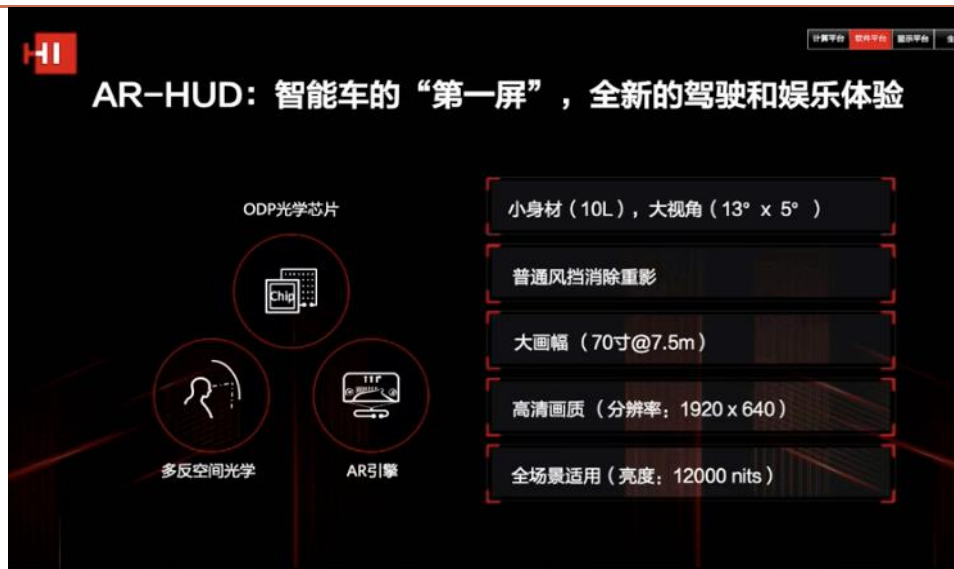 HI
计算平台 软件平台 显示平台
AR-HUD：智能车的“第一屏”，全新的驾驶和娱乐体验
ODP光学芯片
Chip
多反空间光学
AR引擎
小身材（10L），大视角（13° x 5° ）
普通风挡消除重影
大画幅（70寸@7.5m）
高清画质（分辨率：1920 x 640）
全场景适用（亮度：12000 nits）